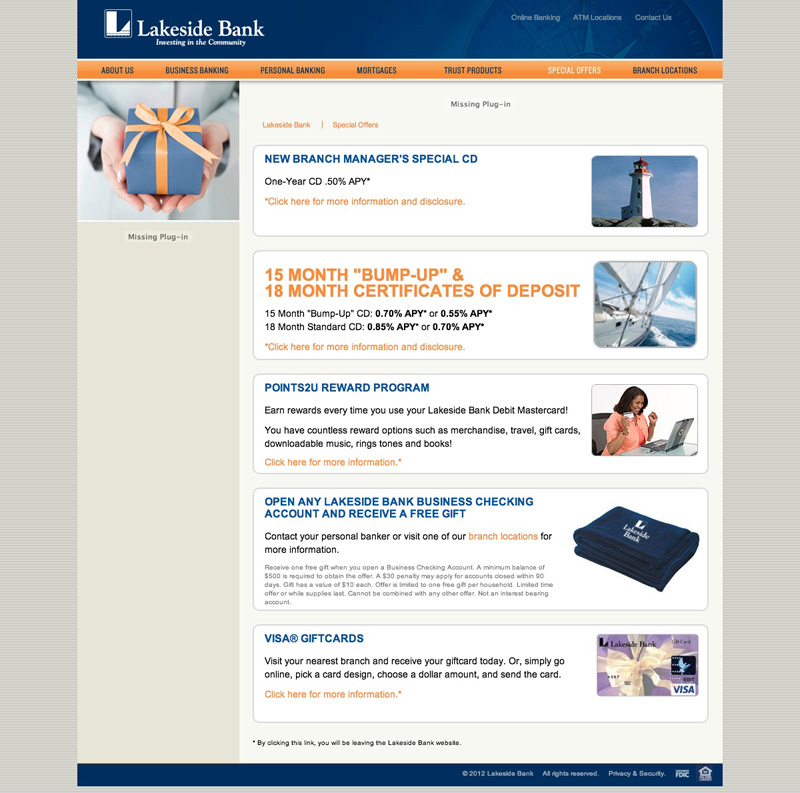 Lakeside Bank
Investing in the Community
Online Banking ATM Locations Contact Us
ABOUT US BUSINESS BANKING PERSONAL BANKING MORTGAGES TRUST PRODUCTS SPECIAL OFFERS BRANCH LOCATIONS
Missing Plug-in
Lakeside Bank | Special Offers
Missing Plug-in
NEW BRANCH MANAGER'S SPECIAL CD
One-Year CD .50% APY*
*Click here for more information and disclosure.
15 MONTH "BUMP-UP" &
18 MONTH CERTIFICATES OF DEPOSIT
15 Month "Bump-Up" CD: 0.70% APY* or 0.55% APY*
18 Month Standard CD: 0.85% APY* or 0.70% APY*
*Click here for more information and disclosure.
POINTS2U REWARD PROGRAM
Earn rewards every time you use your Lakeside Bank Debit Mastercard!
You have countless reward options such as merchandise, travel, gift cards,
downloadable music, rings tones and books!
Click here for more information.*
OPEN ANY LAKESIDE BANK BUSINESS CHECKING
ACCOUNT AND RECEIVE A FREE GIFT
Contact your personal banker or visit one of our branch locations for
more information.
Receive one free gift when you open a Business Checking Account. A minimum balance of
$500 is required to obtain the offer. A $30 penalty may apply for accounts closed within 90
days. Gift has a value of $10 each. Offer is limited to one free gift per household. Limited time
offer or while supplies last. Cannot be combined with any other offer. Not an interest bearing
account.
Lakeside
Bank
VISA® GIFTCARDS
Visit your nearest branch and receive your giftcard today. Or, simply go
online, pick a card design, choose a dollar amount, and send the card.
Click here for more information.*
Lakeside Bank Gift Card
VISA
* By clicking this link, you will be leaving the Lakeside Bank website.
© 2012 Lakeside Bank All rights reserved. Privacy & Security. FDIC